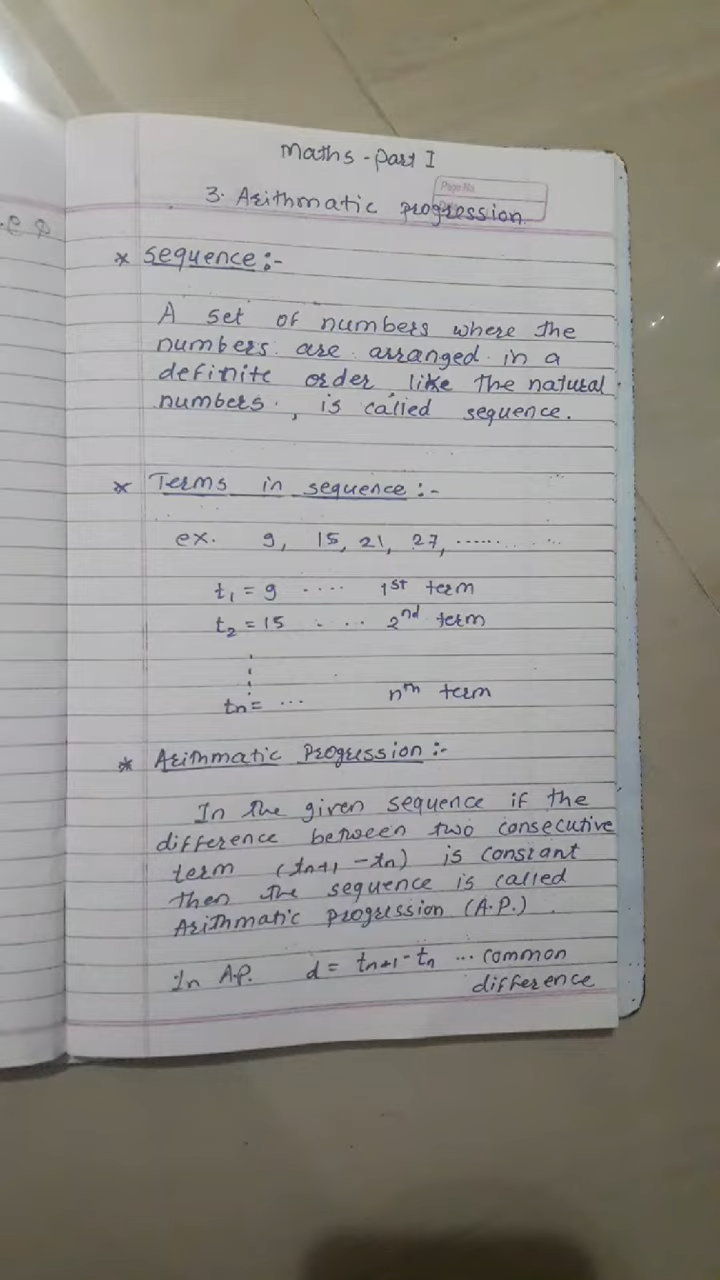 Maths - Part I
Page No.
3. Arithmatic progression
* Sequence :-
A set of numbers where the
numbers are arranged in a
definite order like the natural
numbers , is called sequence.
* Terms in sequence :-
ex. 9, 15, 21, 27, ..........
t₁ = 9 .... 1st term
t₂ = 15 .... 2nd term
⋮
tn = ... nth term
* Arithmatic Progression :-
In the given sequence if the
difference between two consecutive
term (tn+1 - tn) is constant
then the sequence is called
Arithmatic Progression (A.P.)
In A.P. d = tn+1 - tn ... common
difference